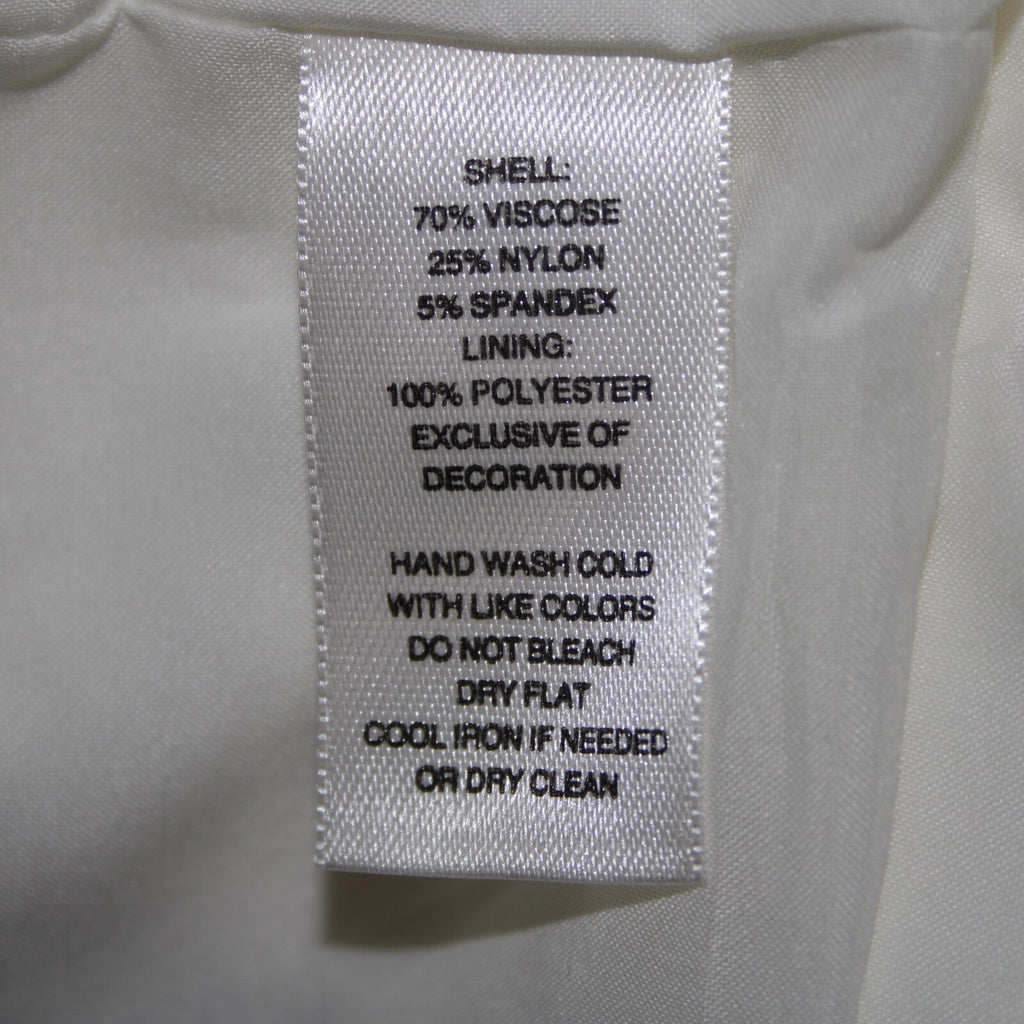 SHELL:
70% VISCOSE
25% NYLON
5% SPANDEX
LINING:
100% POLYESTER
EXCLUSIVE OF
DECORATION
HAND WASH COLD
WITH LIKE COLORS
DO NOT BLEACH
DRY FLAT
COOL IRON IF NEEDED
OR DRY CLEAN